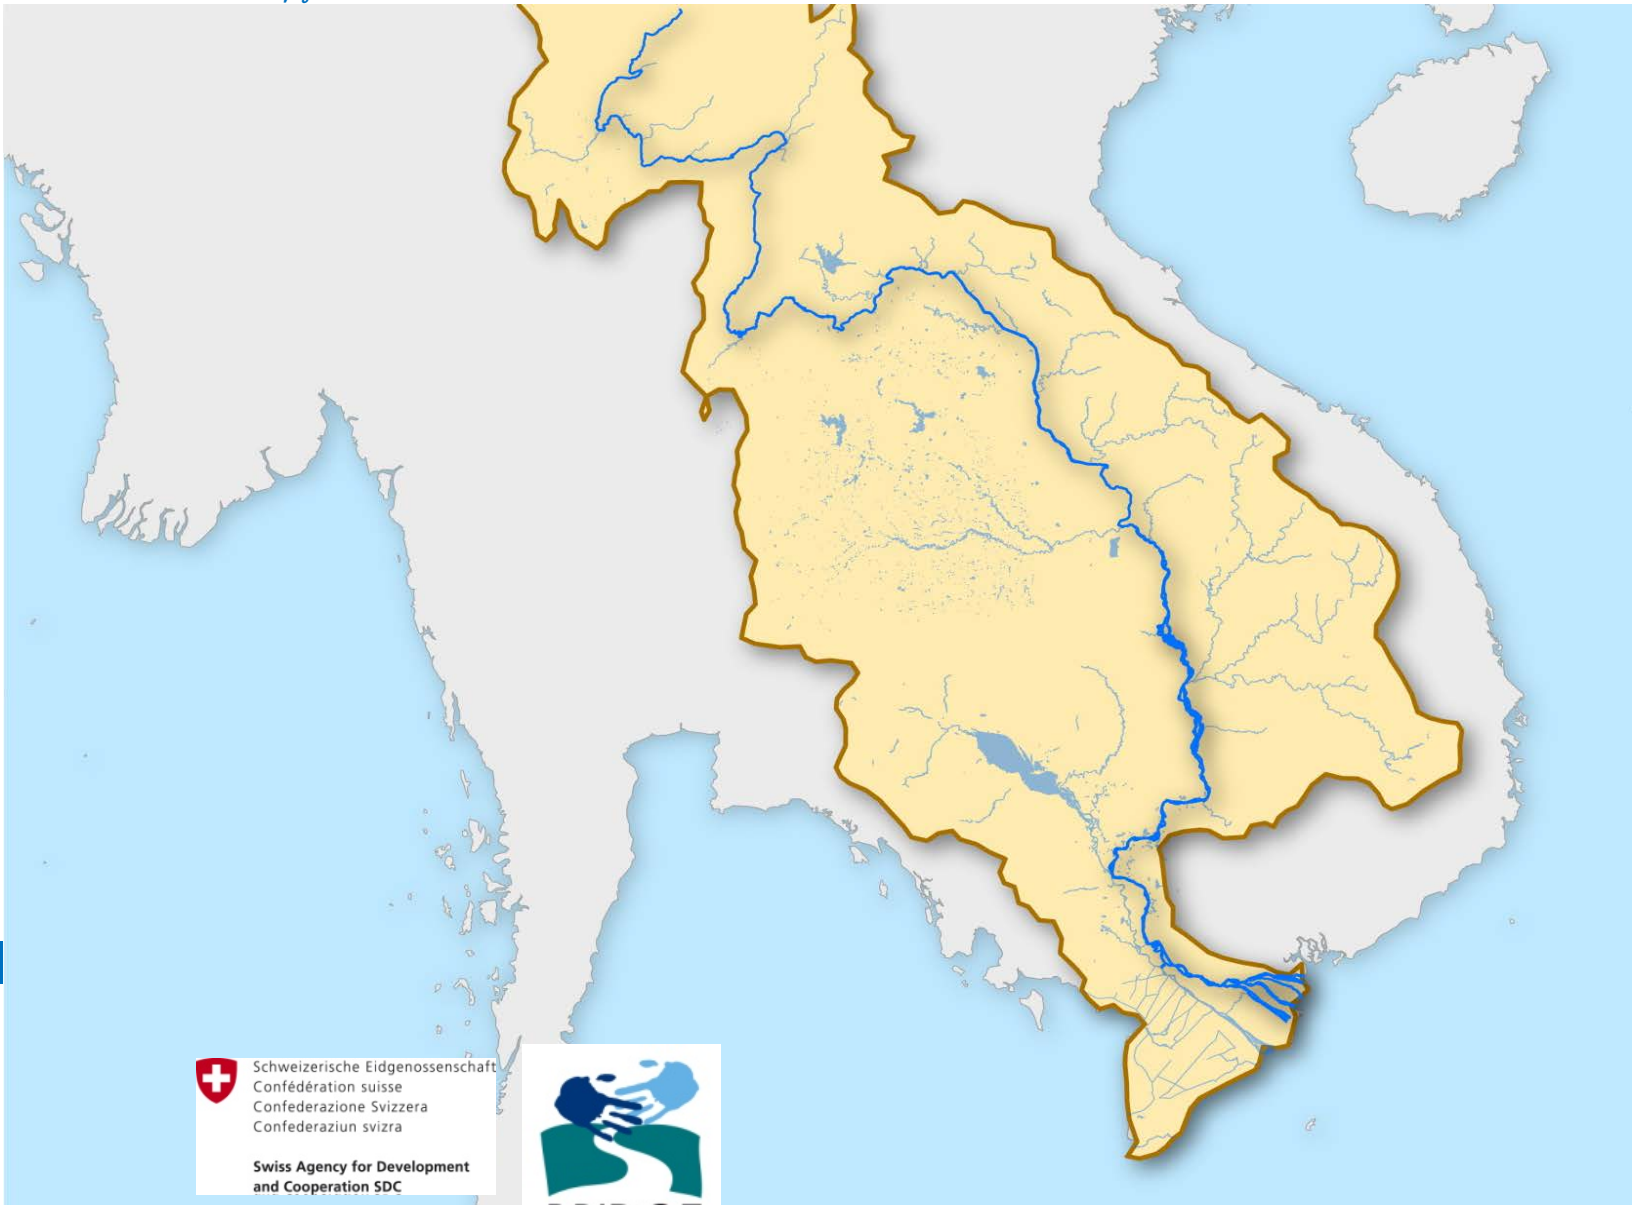 Schweizerische Eidgenossenschaft
Confédération suisse
Confederazione Svizzera
Confederaziun svizra
Swiss Agency for Development
and Cooperation SDC